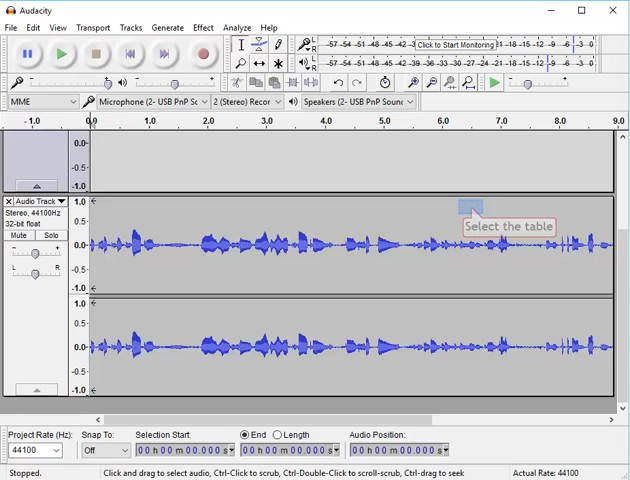 Audacity
File Edit View Transport Tracks Generate Effect Analyze Help
L R -57 -54 -51 -48 -45 -42 Click to Start Monitoring -9 -6 -3 0
L R -57 -54 -51 -48 -45 -42 -39 -36 -33 -30 -27 -24 -21 -18 -15 -12 -9 -6 -3 0
MME Microphone (2- USB PnP Sc 2 (Stereo) Recor Speakers (2- USB PnP Soun
-1.0 0.0 1.0 2.0 3.0 4.0 5.0 6.0 7.0 8.0 9.0
0.0-
-0.5-
-1.0
Audio Track
Stereo, 44100Hz
32-bit float
Mute Solo
- +
L R
1.0
0.5-
0.0-
-0.5-
-1.0
Select the table
1.0
0.5-
0.0-
-0.5-
-1.0
Project Rate (Hz): Snap To: Selection Start: End Length Audio Position:
44100 Off 00 h 00 m 00.000 s 00 h 00 m 00.000 s 00 h 00 m 00.000 s
Stopped. Click and drag to select audio, Ctrl-Click to scrub, Ctrl-Double-Click to scroll-scrub, Ctrl-drag to seek Actual Rate: 44100